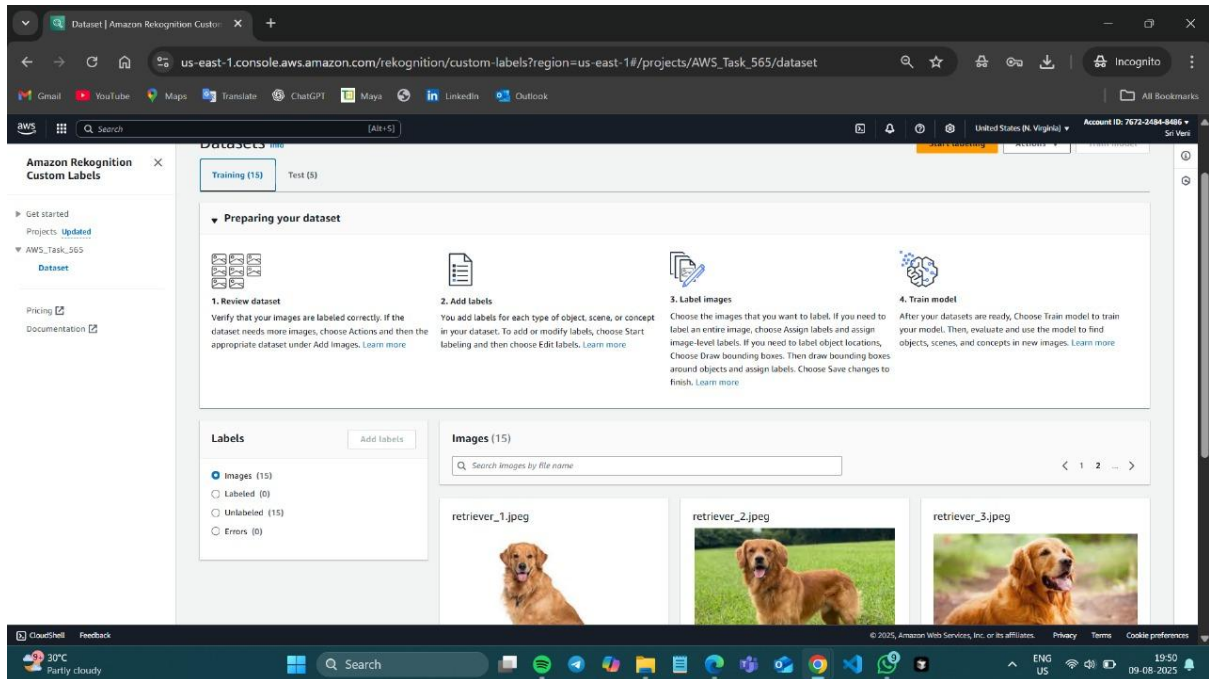 Dataset | Amazon Rekognition Custon
us-east-1.console.aws.amazon.com/rekognition/custom-labels?region=us-east-1#/projects/AWS_Task_565/dataset
Incognito
Gmail YouTube Maps Translate ChatGPT Maya LinkedIn Outlook
All Bookmarks
aws
Search
[Alt+S]
United States (N. Virginia)
Account ID: 7672-2484-8486
Sri Veni
Amazon Rekognition
Custom Labels
Get started
Projects Updated
AWS_Task_565
Dataset
Pricing
Documentation
Datasets Info
Start labeling
Actions
Train model
Training (15)
Test (5)
Preparing your dataset
1. Review dataset
Verify that your images are labeled correctly. If the
dataset needs more images, choose Actions and then the
appropriate dataset under Add Images. Learn more
2. Add labels
You add labels for each type of object, scene, or concept
in your dataset. To add or modify labels, choose Start
labeling and then choose Edit labels. Learn more
3. Label images
Choose the images that you want to label. If you need to
label an entire image, choose Assign labels and assign
image-level labels. If you need to label object locations,
Choose Draw bounding boxes. Then draw bounding boxes
around objects and assign labels. Choose Save changes to
finish. Learn more
4. Train model
After your datasets are ready, Choose Train model to train
your model. Then, evaluate and use the model to find
objects, scenes, and concepts in new images. Learn more
Labels
Add labels
Images (15)
Labeled (0)
Unlabeled (15)
Errors (0)
Images (15)
Search images by file name
1 2 ...
retriever_1.jpeg
retriever_2.jpeg
retriever_3.jpeg
CloudShell Feedback
© 2025, Amazon Web Services, Inc. or its affiliates. Privacy Terms Cookie preferences
30°C
Partly cloudy
Search
ENG
US
19:50
09-08-2025